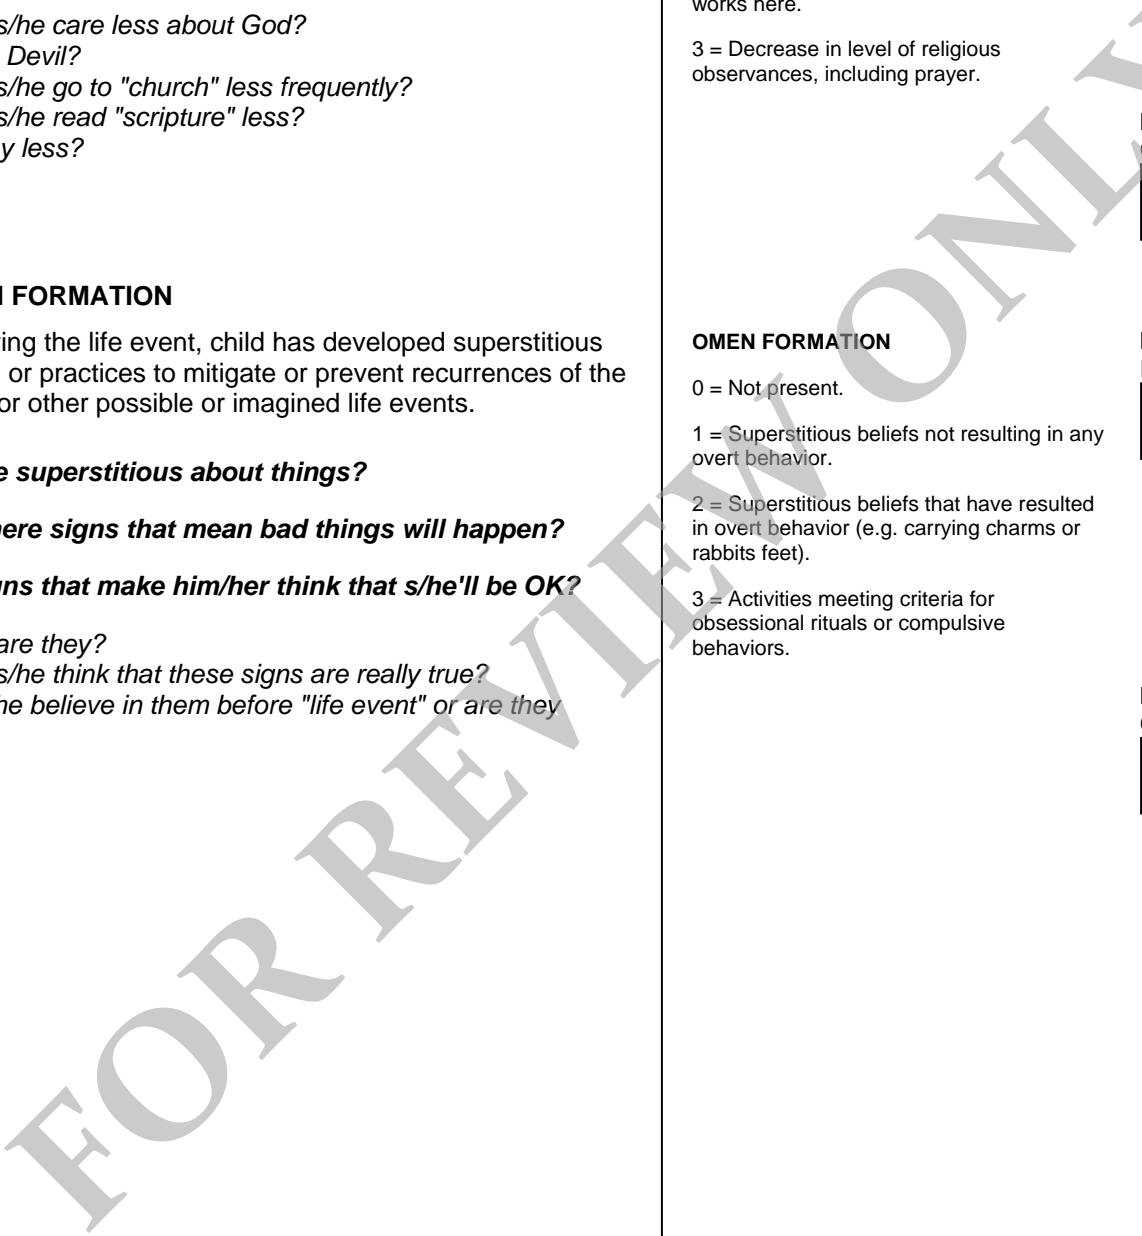 s/he care less about God?
Devil?
s/he go to "church" less frequently?
s/he read "scripture" less?
y less?
FORMATION
ing the life event, child has developed superstitious
or practices to mitigate or prevent recurrences of the
or other possible or imagined life events.
e superstitious about things?
ere signs that mean bad things will happen?
ns that make him/her think that s/he'll be OK?
are they?
s/he think that these signs are really true?
he believe in them before "life event" or are they
works here.
3 = Decrease in level of religious
observances, including prayer.
OMEN FORMATION
0 = Not present.
1 = Superstitious beliefs not resulting in any
overt behavior.
2 = Superstitious beliefs that have resulted
in overt behavior (e.g. carrying charms or
rabbits feet).
3 = Activities meeting criteria for
obsessional rituals or compulsive
behaviors.
FOR REVIEW ONLY